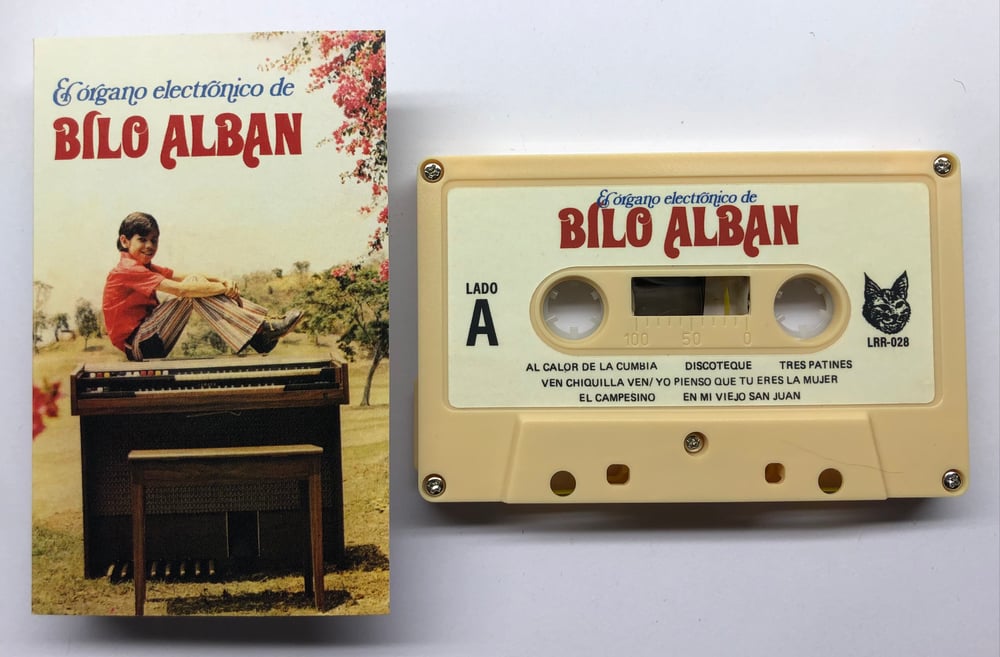 El órgano electrónico de
BILO ALBAN
El órgano electrónico de
BILO ALBAN
LADO
A
100 50 0
LRR-028
AL CALOR DE LA CUMBIA DISCOTEQUE TRES PATINES
VEN CHIQUILLA VEN/ YO PIENSO QUE TU ERES LA MUJER
EL CAMPESINO EN MI VIEJO SAN JUAN